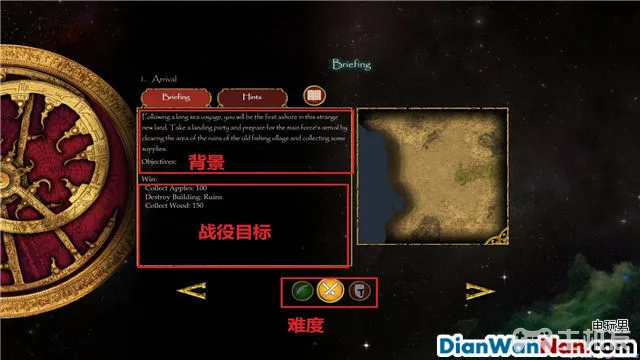 Briefing
1. Arrival
Briefing
Hints
Following a long sea voyage, you will be the first ashore in this strange
new land. Take a landing party and prepare for the main force's arrival by
clearing the area of the ruins of the old fishing village and collecting some
supplies.
Objectives:
背景
Win:
Collect Apples: 100
Destroy Building: Ruins
Collect Wood: 150
战役目标
难度
电玩男
DianWanNan.com